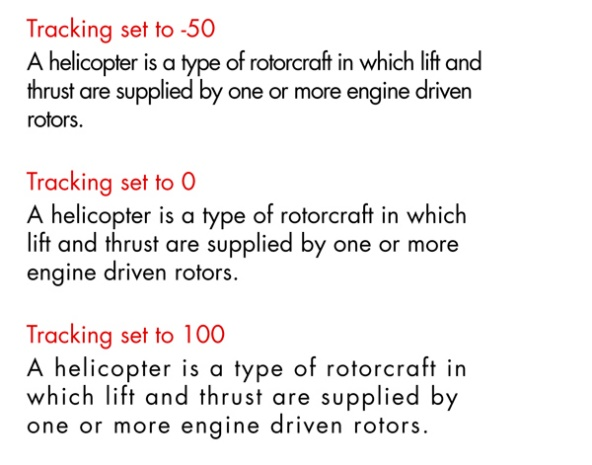 Tracking set to -50
A helicopter is a type of rotorcraft in which lift and
thrust are supplied by one or more engine driven
rotors.
Tracking set to 0
A helicopter is a type of rotorcraft in which
lift and thrust are supplied by one or more
engine driven rotors.
Tracking set to 100
A helicopter is a type of rotorcraft in
which lift and thrust are supplied by
one or more engine driven rotors.